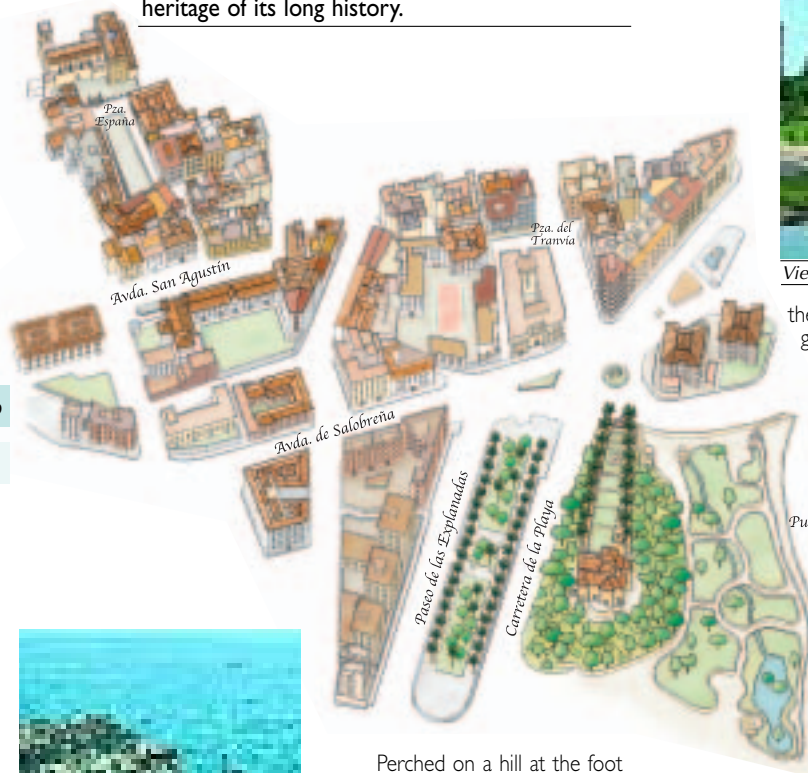 heritage of its long history.
Pza.
España
Pza. del
Tranvía
Avda. San Agustín
Avda. de Salobreña
Paseo de las Explanadas
Carretera de la Playa
Perched on a hill at the foot